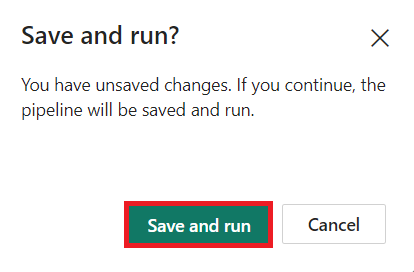 Save and run?
You have unsaved changes. If you continue, the
pipeline will be saved and run.
Save and run
Cancel